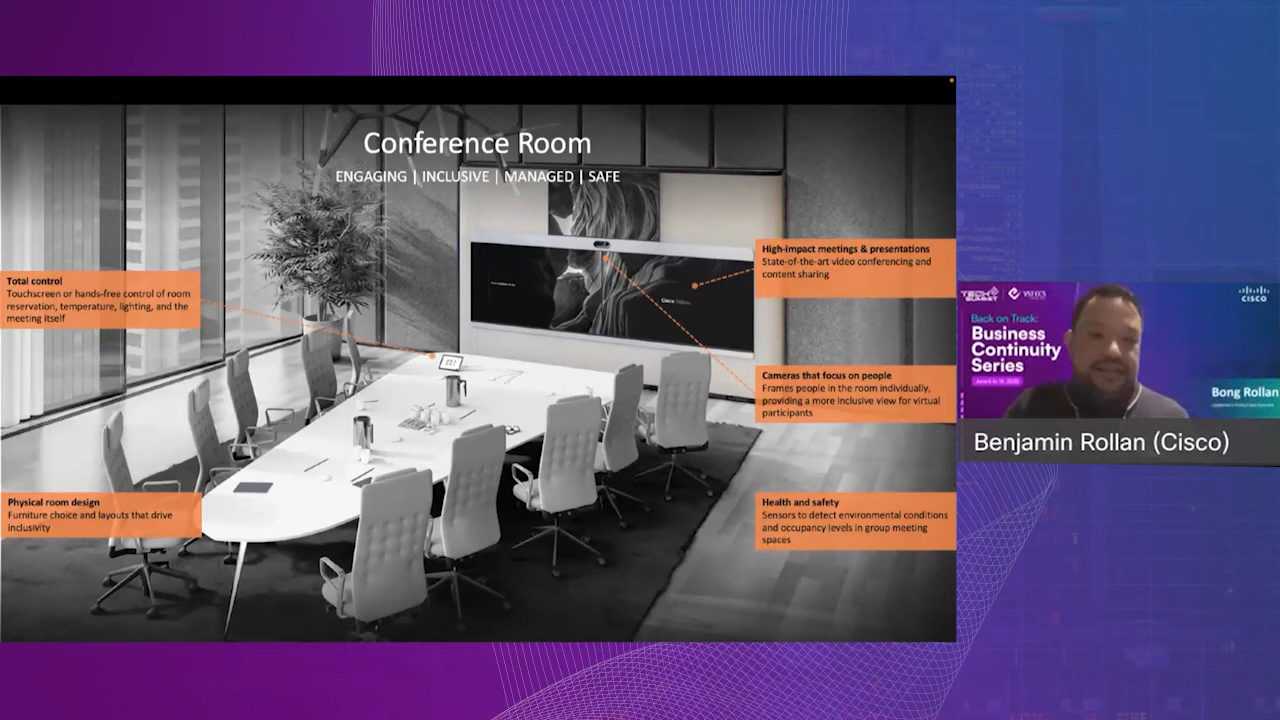 Conference Room
ENGAGING | INCLUSIVE | MANAGED | SAFE
Total control
Touchscreen or hands-free control of room
reservation, temperature, lighting, and the
meeting itself
High-impact meetings & presentations
State-of-the-art video conferencing and
content sharing
Cameras that focus on people
Frames people in the room individually,
providing a more inclusive view for virtual
participants
Physical room design
Furniture choice and layouts that drive
inclusivity
Health and safety
Sensors to detect environmental conditions
and occupancy levels in group meeting
spaces
TECH
SUMMIT
VSTECS
CISCO
Back on Track:
Business
Continuity
Series
Bong Rollan
Benjamin Rollan (Cisco)